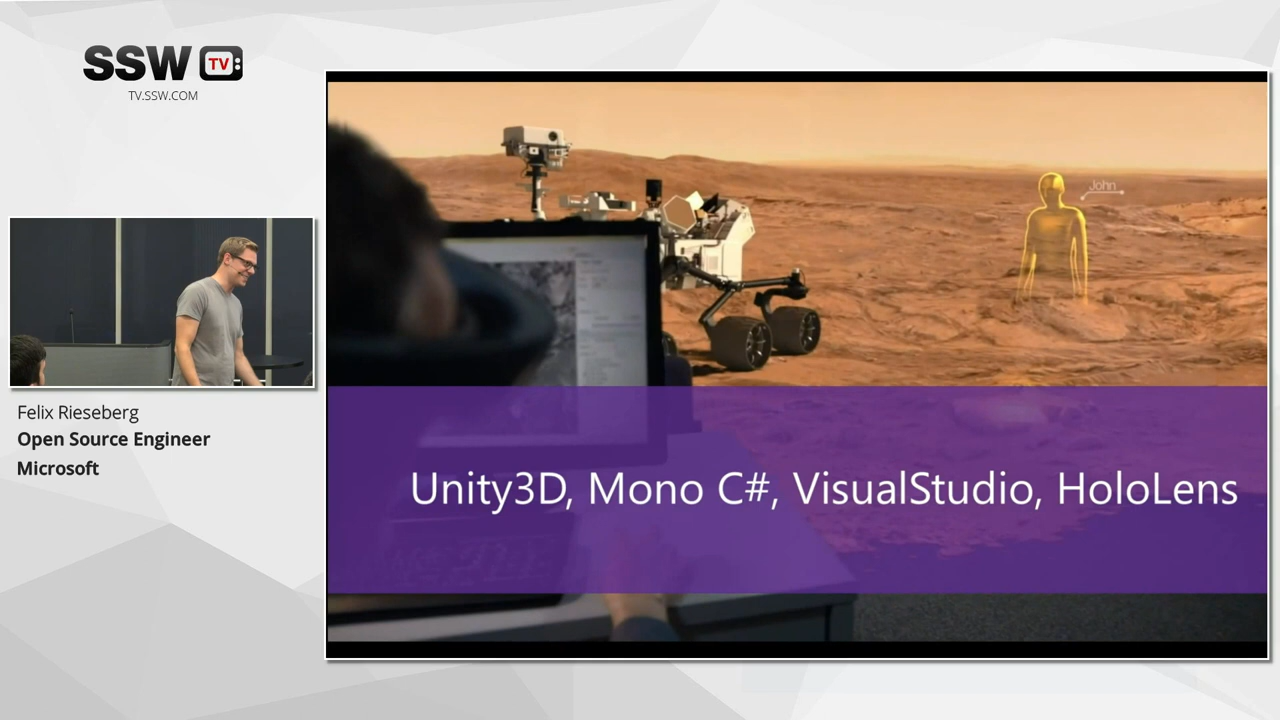 SSW TV:
TV.SSW.COM
John
Felix Rieseberg
Open Source Engineer
Microsoft
Unity3D, Mono C#, VisualStudio, HoloLens